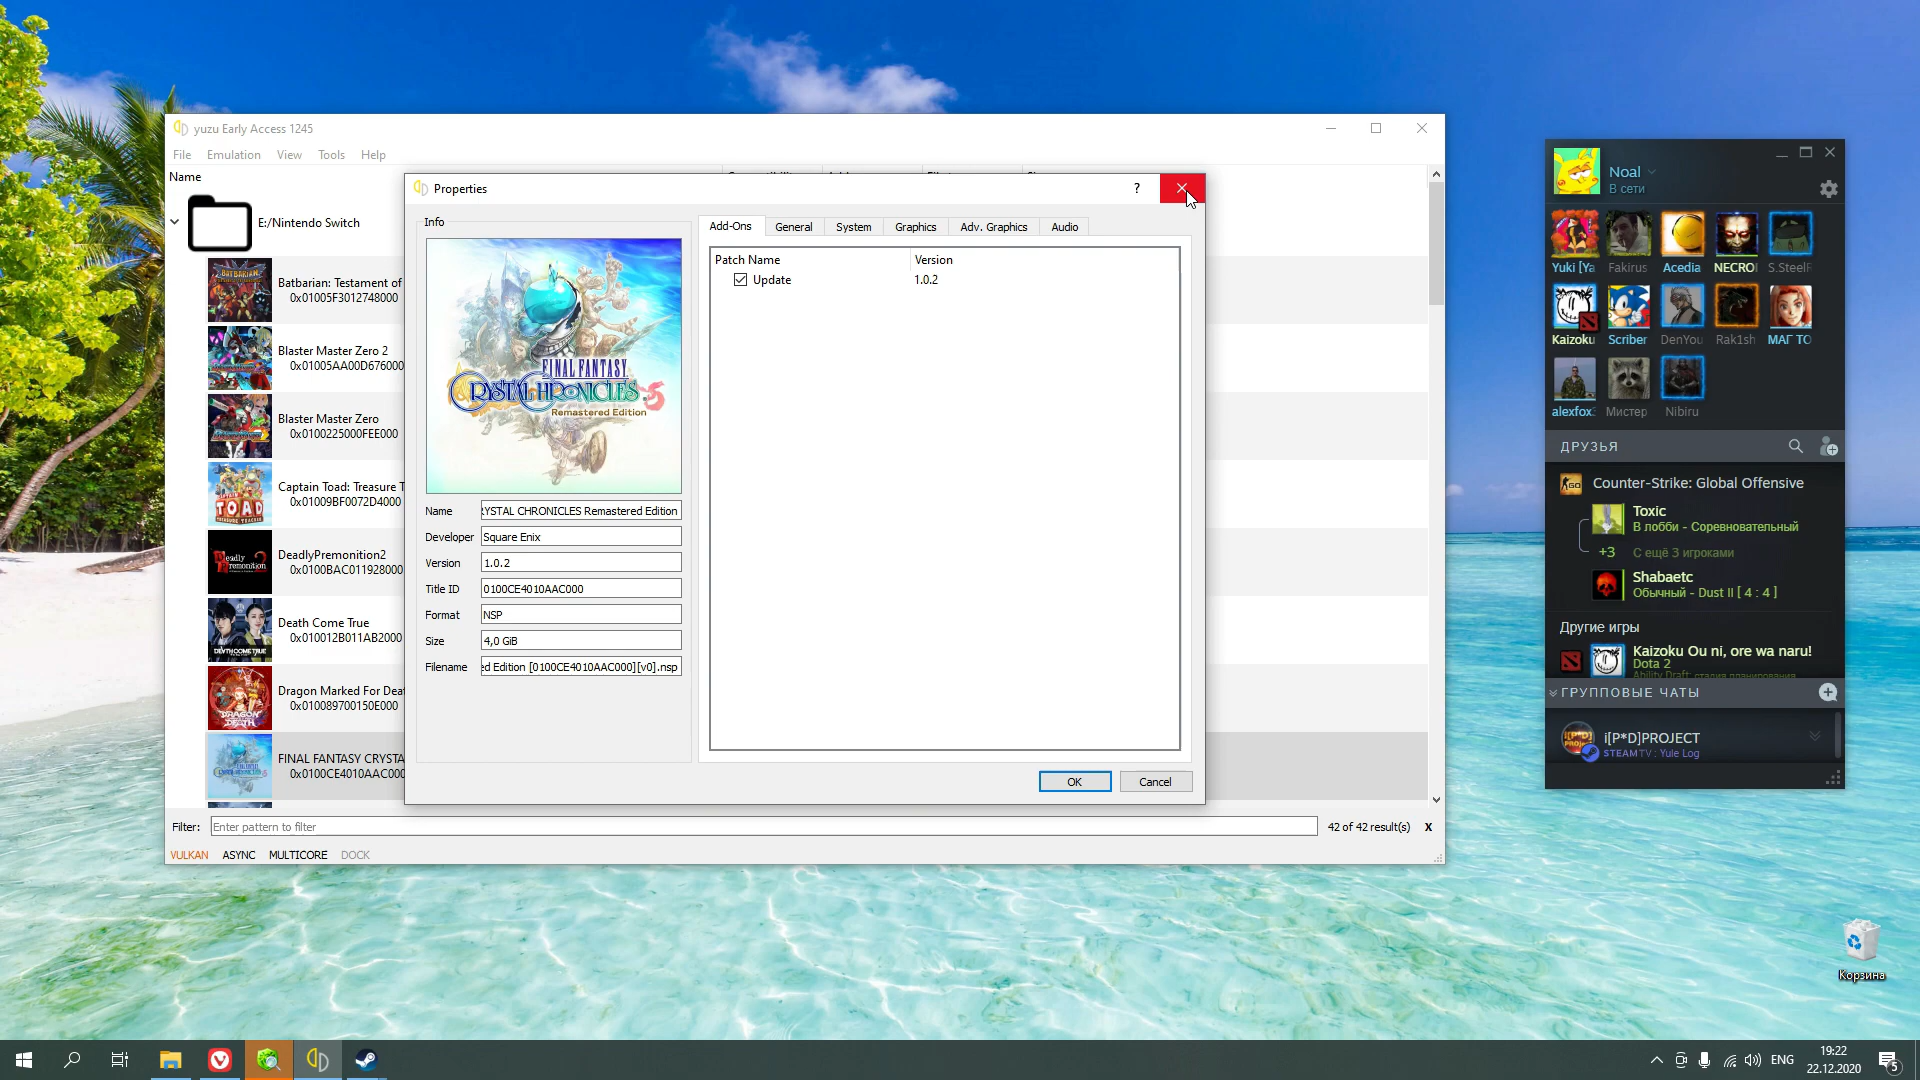 yuzu Early Access 1245
File Emulation View Tools Help
Name
E:/Nintendo Switch
Batbarian: Testament of
0x01005F3012748000
Blaster Master Zero 2
0x01005AA00D676000
Blaster Master Zero
0x0100225000FEE000
Captain Toad: Treasure T
0x01009BF0072D4000
DeadlyPremonition2
0x0100BAC011928000
Death Come True
0x010012B011AB2000
Dragon Marked For Deat
0x010089700150E000
FINAL FANTASY CRYSTA
0x0100CE4010AAC000
Filter: Enter pattern to filter 42 of 42 result(s) X
VULKAN ASYNC MULTICORE DOCK
Properties ?
Info
FINAL FANTASY
CRYSTAL CHRONICLES
Remastered Edition
Name YSTAL CHRONICLES Remastered Edition
Developer Square Enix
Version 1.0.2
Title ID 0100CE4010AAC000
Format NSP
Size 4,0 GiB
Filename ed Edition [0100CE4010AAC000][v0].nsp
Add-Ons General System Graphics Adv. Graphics Audio
Patch Name Version
Update 1.0.2
OK Cancel
Noal
В сети
Yuki [Ya Fakirus Acedia NECRO S.SteelF
Kaizoku Scriber DenYou Rak1sh МАГ ТО
alexfox Мистер Nibiru
ДРУЗЬЯ
Counter-Strike: Global Offensive
Toxic
В лобби - Соревновательный
+3 С ещё 3 игроками
Shabaetc
Обычный - Dust II [ 4 : 4 ]
Другие игры
Kaizoku Ou ni, ore wa naru!
Dota 2
Ability Draft: стадия планирования
ГРУППОВЫЕ ЧАТЫ
i[P*D]PROJECT
STEAMTV : Yule Log
Корзина
ENG
19:22
22.12.2020
5